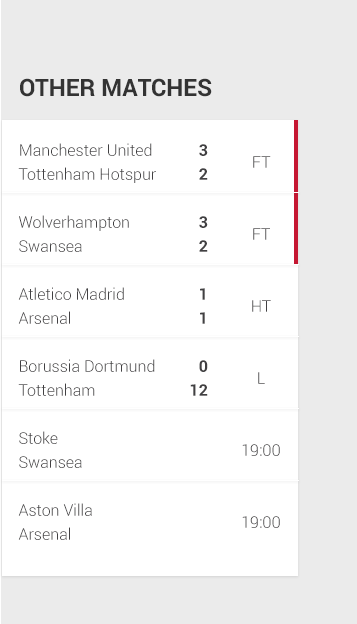 OTHER MATCHES
Manchester United 3
FT
Tottenham Hotspur 2
Wolverhampton 3
FT
Swansea 2
Atletico Madrid 1
HT
Arsenal 1
Borussia Dortmund 0
L
Tottenham 12
Stoke
19:00
Swansea
Aston Villa
19:00
Arsenal